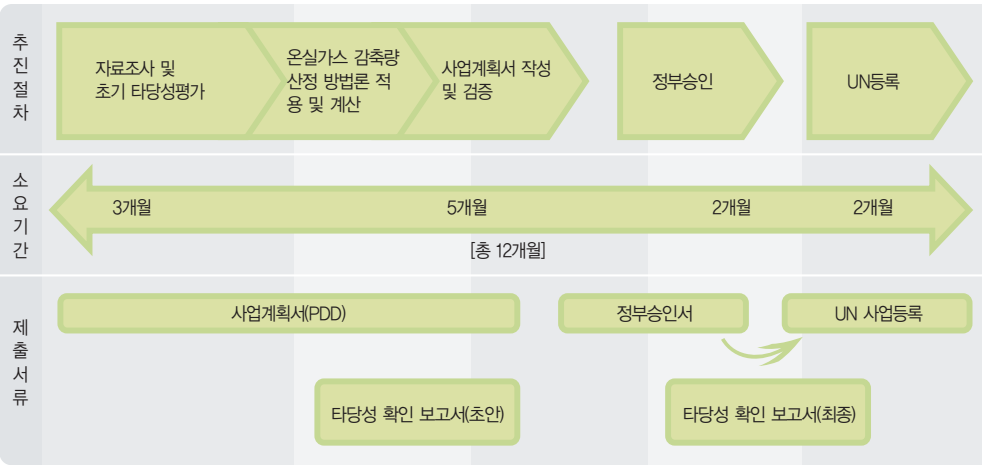 추진절차
자료조사 및
초기 타당성평가
온실가스 감축량
산정 방법론 적
용 및 계산
사업계획서 작성
및 검증
정부승인
UN등록
소요기간
3개월
5개월
2개월
2개월
[총 12개월]
제출서류
사업계획서(PDD)
정부승인서
UN 사업등록
타당성 확인 보고서(초안)
타당성 확인 보고서(최종)